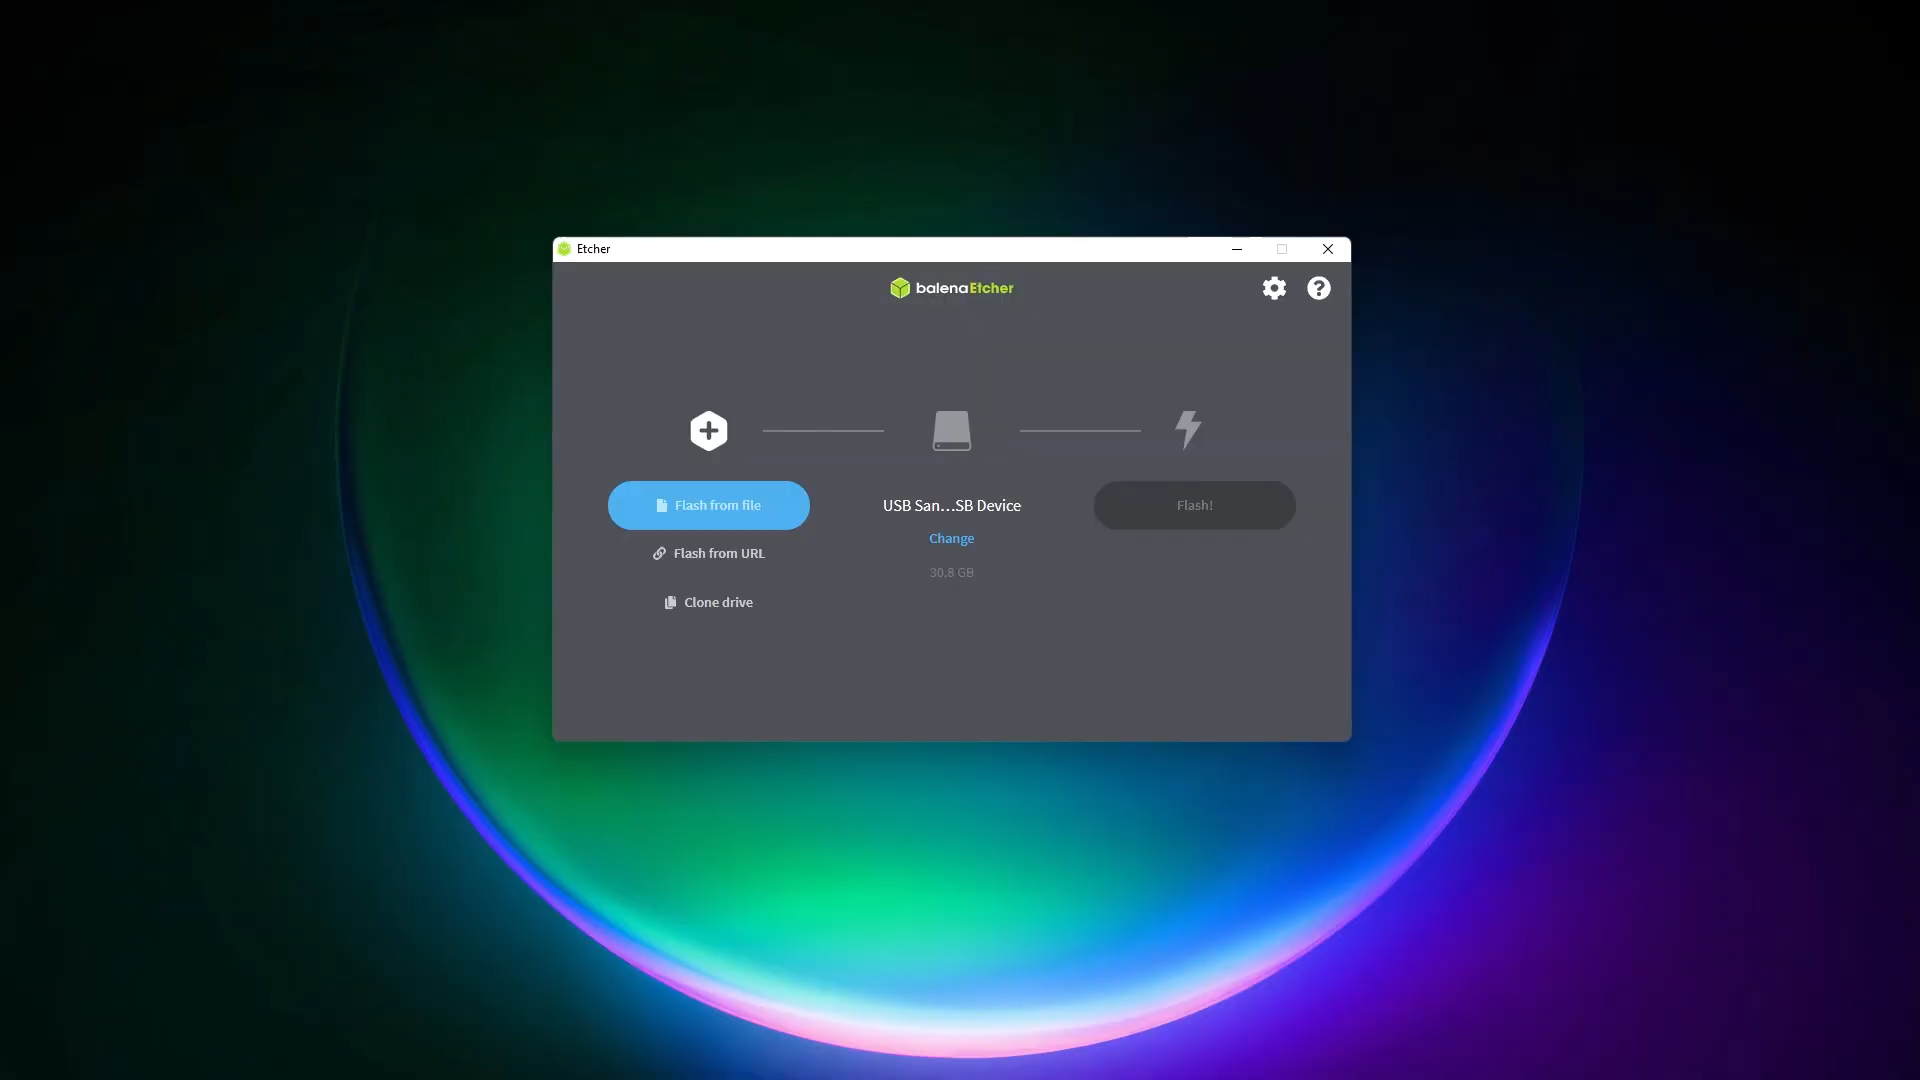 Etcher
balenaEtcher
Flash from file
USB San...SB Device
Flash!
Change
Flash from URL
30.8 GB
Clone drive